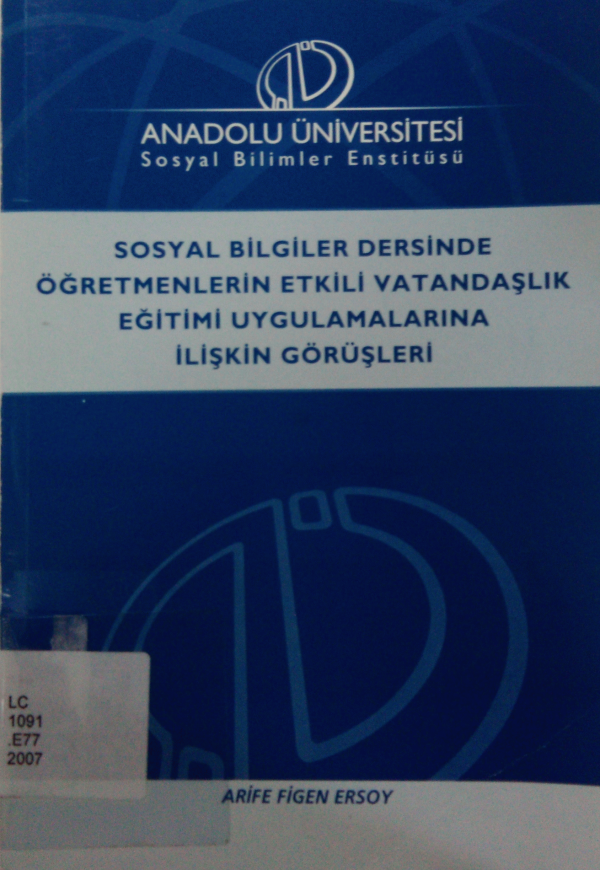 ANADOLU ÜNİVERSİTESİ
Sosyal Bilimler Enstitüsü
SOSYAL BİLGİLER DERSİNDE
ÖĞRETMENLERİN ETKİLİ VATANDAŞLIK
EĞİTİMİ UYGULAMALARINA
İLİŞKİN GÖRÜŞLERİ
LC
1091
.E77
2007
ARİFE FİGEN ERSOY